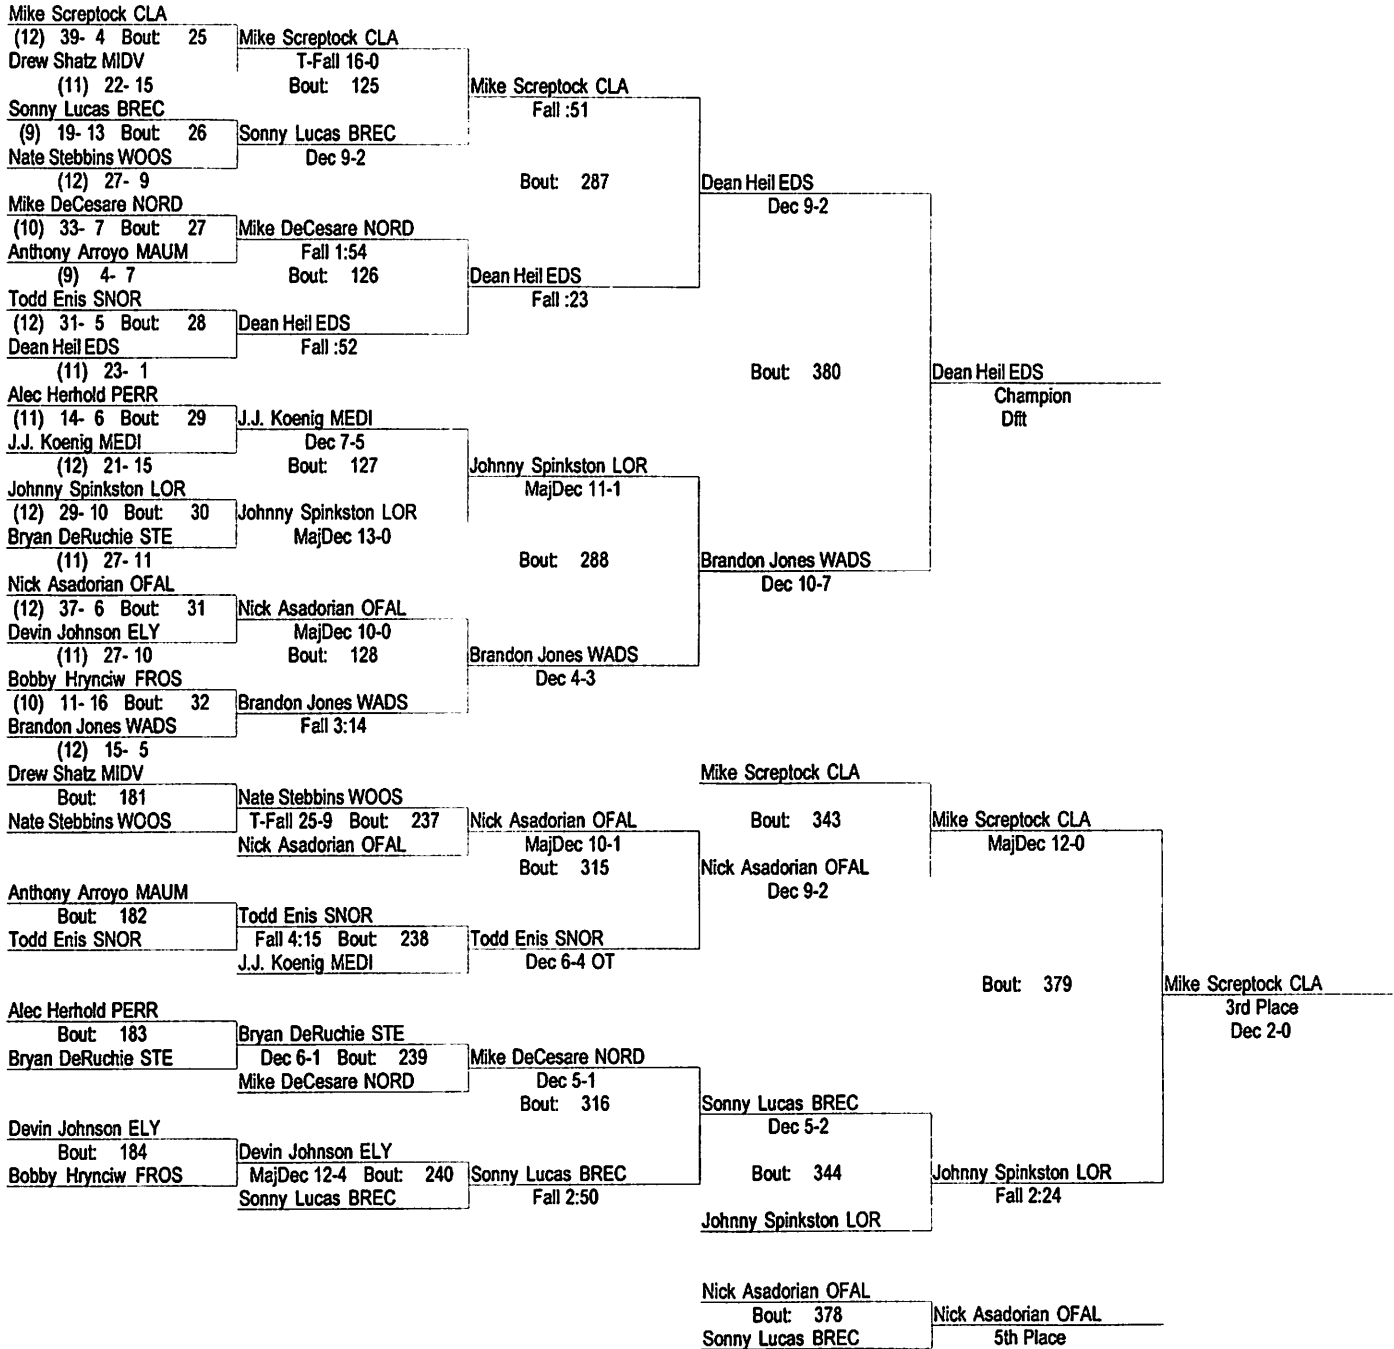 Mike Screptock CLA
(12) 39- 4 Bout: 25
Drew Shatz MIDV
(11) 22- 15
Sonny Lucas BREC
(9) 19- 13 Bout: 26
Nate Stebbins WOOS
(12) 27- 9
Mike DeCesare NORD
(10) 33- 7 Bout: 27
Anthony Arroyo MAUM
(9) 4- 7
Todd Enis SNOR
(12) 31- 5 Bout: 28
Dean Heil EDS
(11) 23- 1
Alec Herhold PERR
(11) 14- 6 Bout: 29
J.J. Koenig MEDI
(12) 21- 15
Johnny Spinkston LOR
(12) 29- 10 Bout: 30
Bryan DeRuchie STE
(11) 27- 11
Nick Asadorian OFAL
(12) 37- 6 Bout: 31
Devin Johnson ELY
(11) 27- 10
Bobby Hrynciw FROS
(10) 11- 16 Bout: 32
Brandon Jones WADS
(12) 15- 5
Mike Screptock CLA
T-Fall 16-0
Bout: 125
Sonny Lucas BREC
Dec 9-2
Mike DeCesare NORD
Fall 1:54
Bout: 126
Dean Heil EDS
Fall :52
J.J. Koenig MEDI
Dec 7-5
Bout: 127
Johnny Spinkston LOR
MajDec 13-0
Nick Asadorian OFAL
MajDec 10-0
Bout: 128
Brandon Jones WADS
Fall 3:14
Mike Screptock CLA
Fall :51
Bout: 287
Dean Heil EDS
Fall :23
Johnny Spinkston LOR
MajDec 11-1
Bout: 288
Brandon Jones WADS
Dec 4-3
Dean Heil EDS
Dec 9-2
Bout: 380
Brandon Jones WADS
Dec 10-7
Dean Heil EDS
Champion
Dflt
Drew Shatz MIDV
Bout: 181
Nate Stebbins WOOS
Anthony Arroyo MAUM
Bout: 182
Todd Enis SNOR
Alec Herhold PERR
Bout: 183
Bryan DeRuchie STE
Devin Johnson ELY
Bout: 184
Bobby Hrynciw FROS
Nate Stebbins WOOS
T-Fall 25-9 Bout: 237
Nick Asadorian OFAL
Todd Enis SNOR
Fall 4:15 Bout: 238
J.J. Koenig MEDI
Bryan DeRuchie STE
Dec 6-1 Bout: 239
Mike DeCesare NORD
Devin Johnson ELY
MajDec 12-4 Bout: 240
Sonny Lucas BREC
Nick Asadorian OFAL
MajDec 10-1
Bout: 315
Todd Enis SNOR
Dec 6-4 OT
Mike DeCesare NORD
Dec 5-1
Bout: 316
Sonny Lucas BREC
Fall 2:50
Mike Screptock CLA
Bout: 343
Nick Asadorian OFAL
Dec 9-2
Sonny Lucas BREC
Dec 5-2
Bout: 344
Johnny Spinkston LOR
Mike Screptock CLA
MajDec 12-0
Bout: 379
Johnny Spinkston LOR
Fall 2:24
Mike Screptock CLA
3rd Place
Dec 2-0
Nick Asadorian OFAL
Bout: 378
Sonny Lucas BREC
Nick Asadorian OFAL
5th Place